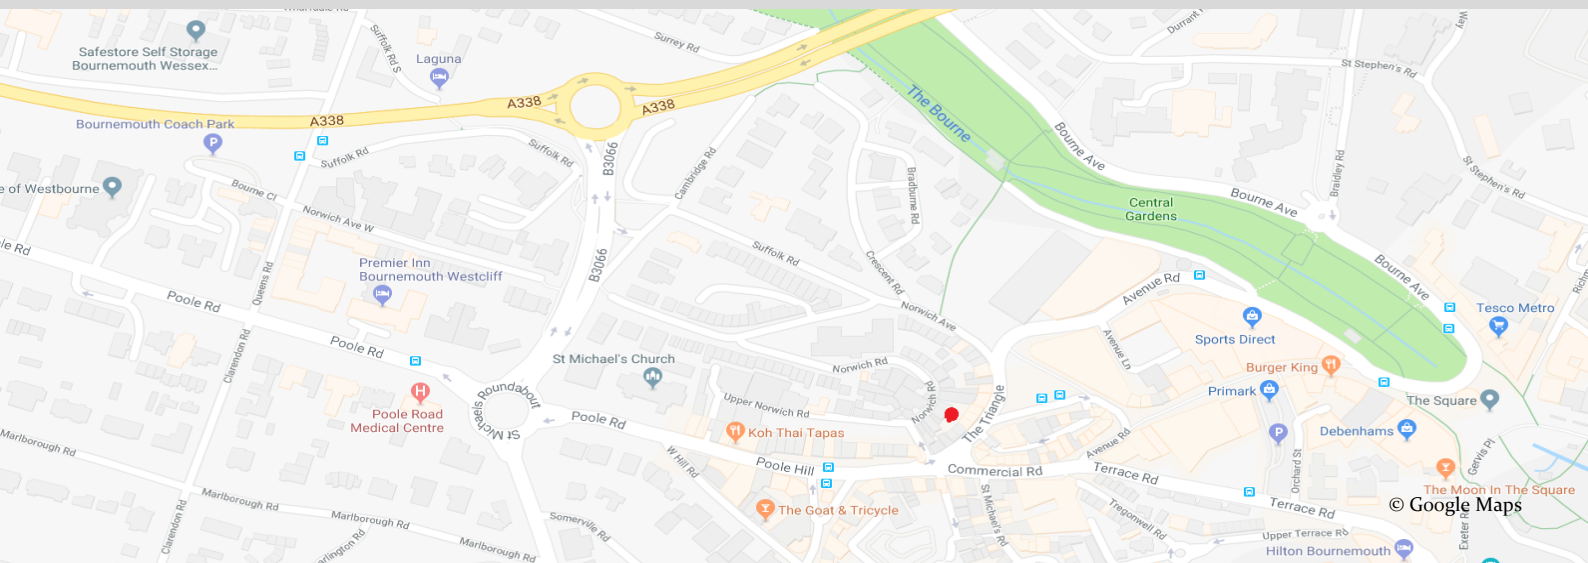 Surrey Rd
Durrant
Way
Safestore Self Storage
Bournemouth Wessex...
Suffolk Rd S
Laguna
St Stephen's Rd
A338
A338
A338
The Bourne
Bournemouth Coach Park
Suffolk Rd
Suffolk Rd
B3066
Bourne Ave
Cambridge Rd
Bradburne Rd
Braidley Rd
St Stephen's Rd
e of Westbourne
Bourne Cl
Norwich Ave W
Central
Gardens
Bourne Ave
le Rd
Premier Inn
Bournemouth Westcliff
B3066
Suffolk Rd
Crescent Rd
Bourne Ave
Avenue Rd
Richm
Queens Rd
Poole Rd
Norwich Ave
Tesco Metro
Sports Direct
Avenue Ln
Clarendon Rd
Poole Rd
St Michael's Church
Norwich Rd
Burger King
Primark
The Square
Poole Road
Medical Centre
St Michaels Roundabout
Upper Norwich Rd
Norwich Rd
The Triangle
Poole Rd
Koh Thai Tapas
Avenue Rd
Debenhams
Marlborough Rd
W Hill Rd
Poole Hill
Commercial Rd
Terrace Rd
Orchard St
Gervis Pl
The Moon In The Square
Marlborough Rd
Terrace Rd
© Google Maps
Clarendon Rd
Marlborough Rd
Somerville Rd
The Goat & Tricycle
St Michael's Rd
Tregonwell Rd
Upper Terrace Rd
Exeter R
arlington Rd
Marlborough Rd
Hilton Bournemouth